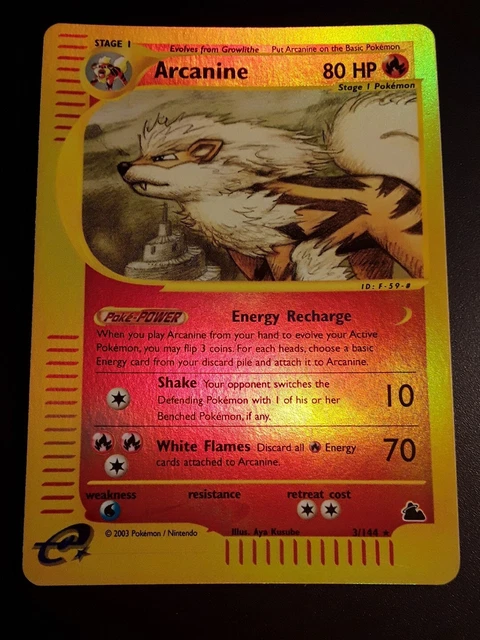 STAGE 1
Evolves from Growlithe Put Arcanine on the Basic Pokémon
Arcanine 80 HP
Stage 1 Pokémon
ID: F-59-#
Poké-POWER Energy Recharge
When you play Arcanine from your hand to evolve your Active
Pokémon, you may flip 3 coins. For each heads, choose a basic
Energy card from your discard pile and attach it to Arcanine.
Shake Your opponent switches the
Defending Pokémon with 1 of his or her
Benched Pokémon, if any.
10
White Flames Discard all Energy
cards attached to Arcanine.
70
weakness resistance retreat cost
© 2003 Pokémon / Nintendo
Illus. Aya Kusube
3/144
e